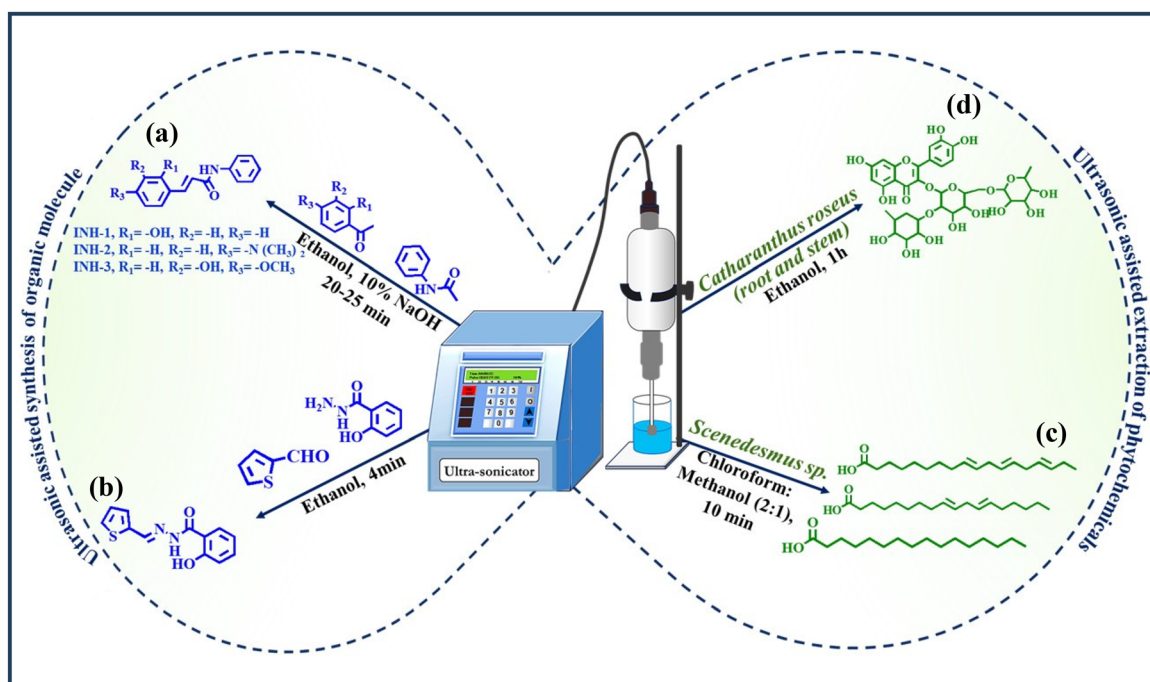 Ultrasonic assisted synthesis of organic molecule
(a)
R2 R1
R3
O
HN
INH-1, R1= -OH, R2= -H, R3= -H
INH-2, R1= -H, R2= -H, R3= -N (CH3) 2
INH-3, R1= -H, R2= -OH, R3= -OCH3
R2
R3 R1
O
O
HN
Ethanol, 10% NaOH
20-25 min
O
H2N
N
H
HO
CHO
S
Ethanol, 4min
(b)
S
N
N
H
O
HO
1 2 3
4 5 6
7 8 9
0
Ultra-sonicator
(d)
HO
OH
HO
O
OH O
O
O
O
O
O
OH
OH
OH
HO
OH
O
HO
OH
OH
Catharanthus roseus
(root and stem)
Ethanol, 1h
Scenedesmus sp.
Chloroform:
Methanol (2:1),
10 min
(c)
O
HO
O
HO
O
HO
Ultrasonic assisted extraction of phytochemicals